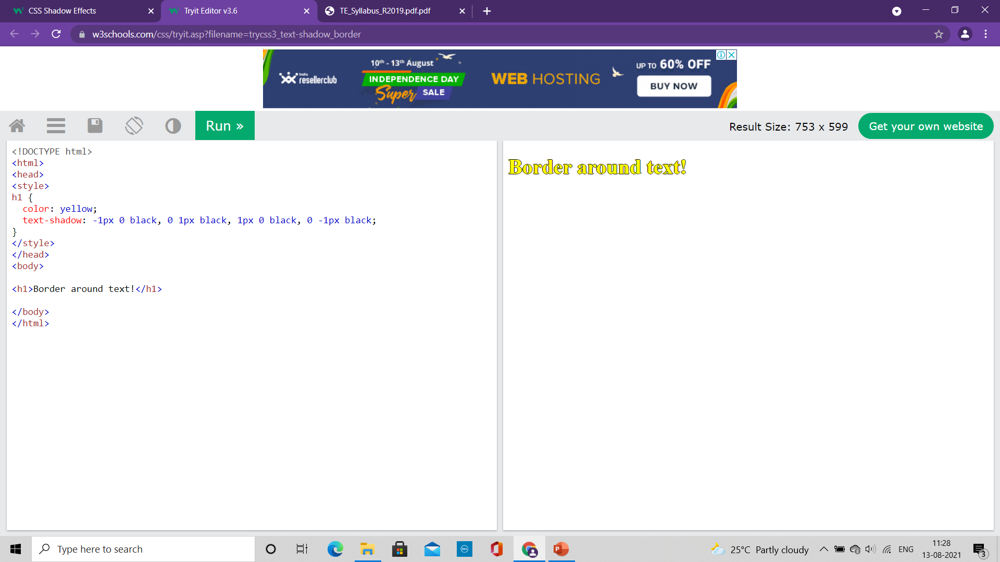 CSS Shadow Effects
Tryit Editor v3.6
TE_Syllabus_R2019.pdf.pdf
w3schools.com/css/tryit.asp?filename=trycss3_text-shadow_border
India
resellerclub
10th - 13th August
INDEPENDENCE DAY
Super SALE
WEB HOSTING
UP TO 60% OFF
BUY NOW
Run »
Result Size: 753 x 599
Get your own website
<!DOCTYPE html>
<html>
<head>
<style>
h1 {
  color: yellow;
  text-shadow: -1px 0 black, 0 1px black, 1px 0 black, 0 -1px black;
}
</style>
</head>
<body>
<h1>Border around text!</h1>
</body>
</html>
Border around text!
Type here to search
DELL
25°C Partly cloudy
ENG
11:28
13-08-2021
3